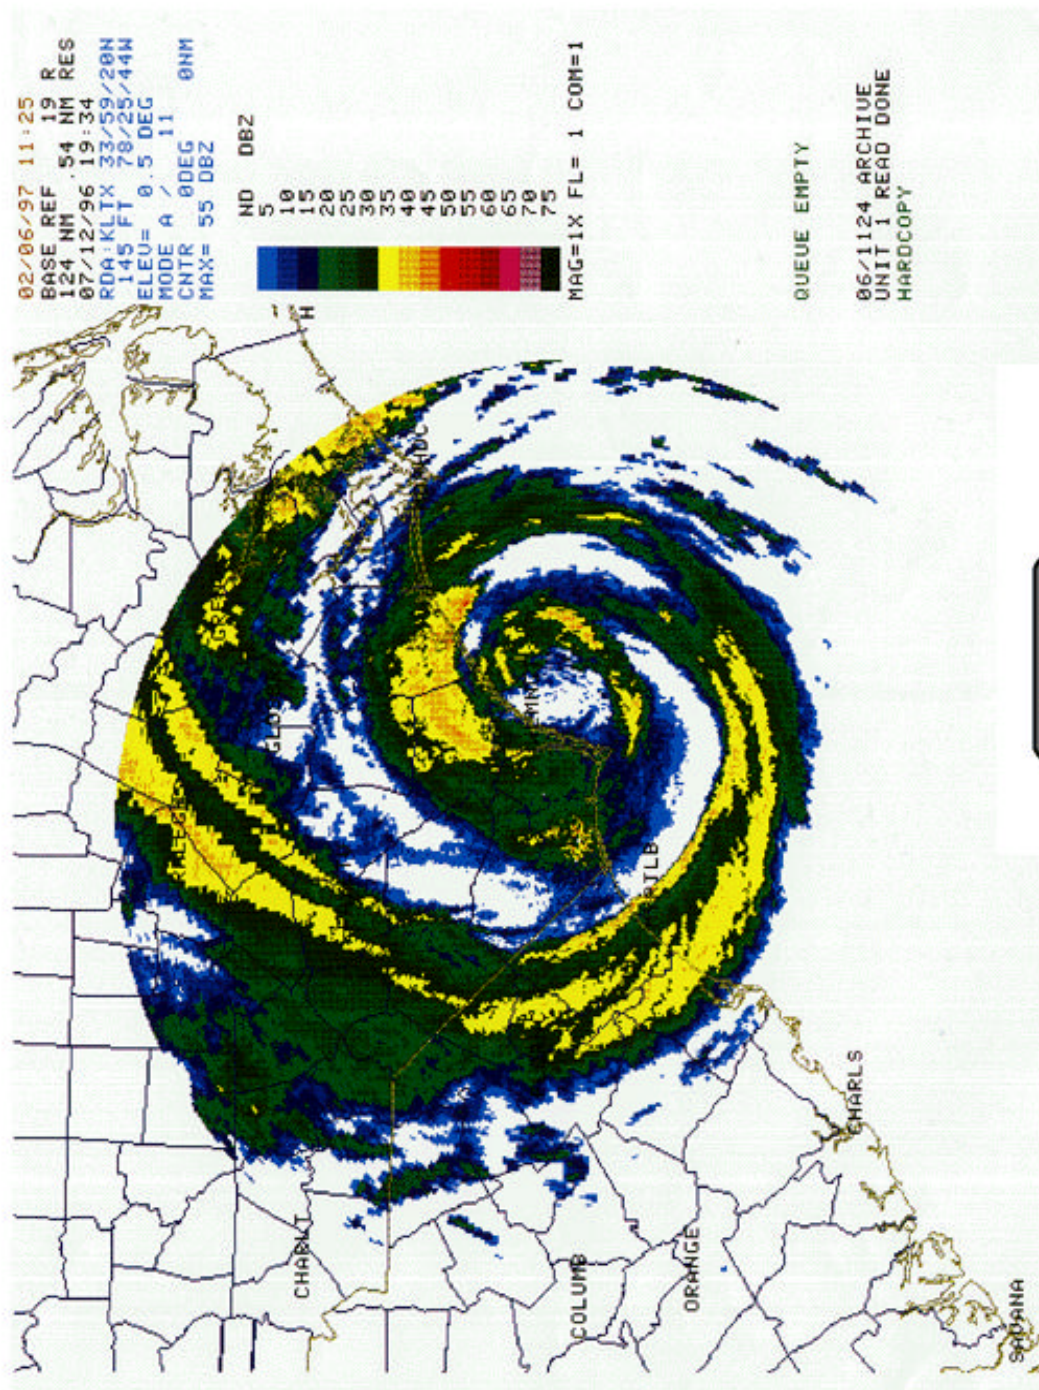 02/06/97 11:25
BASE REF 19 R
124 NM .54 NM RES
07/12/96 19:34
RDA:KLTX 33/59/20N
145 FT 78/25/44W
ELEV= 0.5 DEG
MODE A / 11
CNTR 0DEG 0NM
MAX= 55 DBZ
ND DBZ
5
10
15
20
25
30
35
40
45
50
55
60
65
70
75
MAG=1X FL= 1 COM=1
QUEUE EMPTY
06/1124 ARCHIVE
UNIT 1 READ DONE
HARDCOPY
H
CHARLT
COLUMB
ORANGE
CHARLS
SAVANA